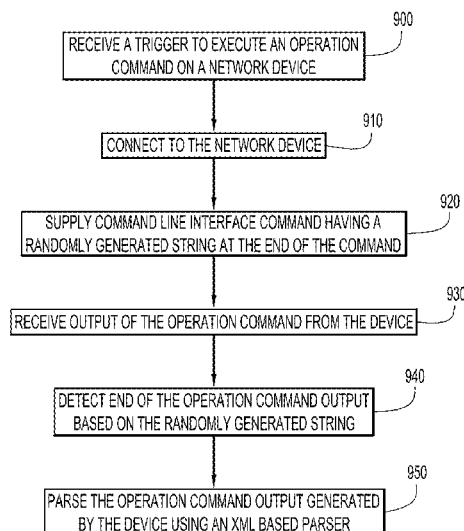 900
RECEIVE A TRIGGER TO EXECUTE AN OPERATION
COMMAND ON A NETWORK DEVICE
910
CONNECT TO THE NETWORK DEVICE
920
SUPPLY COMMAND LINE INTERFACE COMMAND HAVING A
RANDOMLY GENERATED STRING AT THE END OF THE COMMAND
930
RECEIVE OUTPUT OF THE OPERATION COMMAND FROM THE DEVICE
940
DETECT END OF THE OPERATION COMMAND OUTPUT
BASED ON THE RANDOMLY GENERATED STRING
950
PARSE THE OPERATION COMMAND OUTPUT GENERATED
BY THE DEVICE USING AN XML BASED PARSER